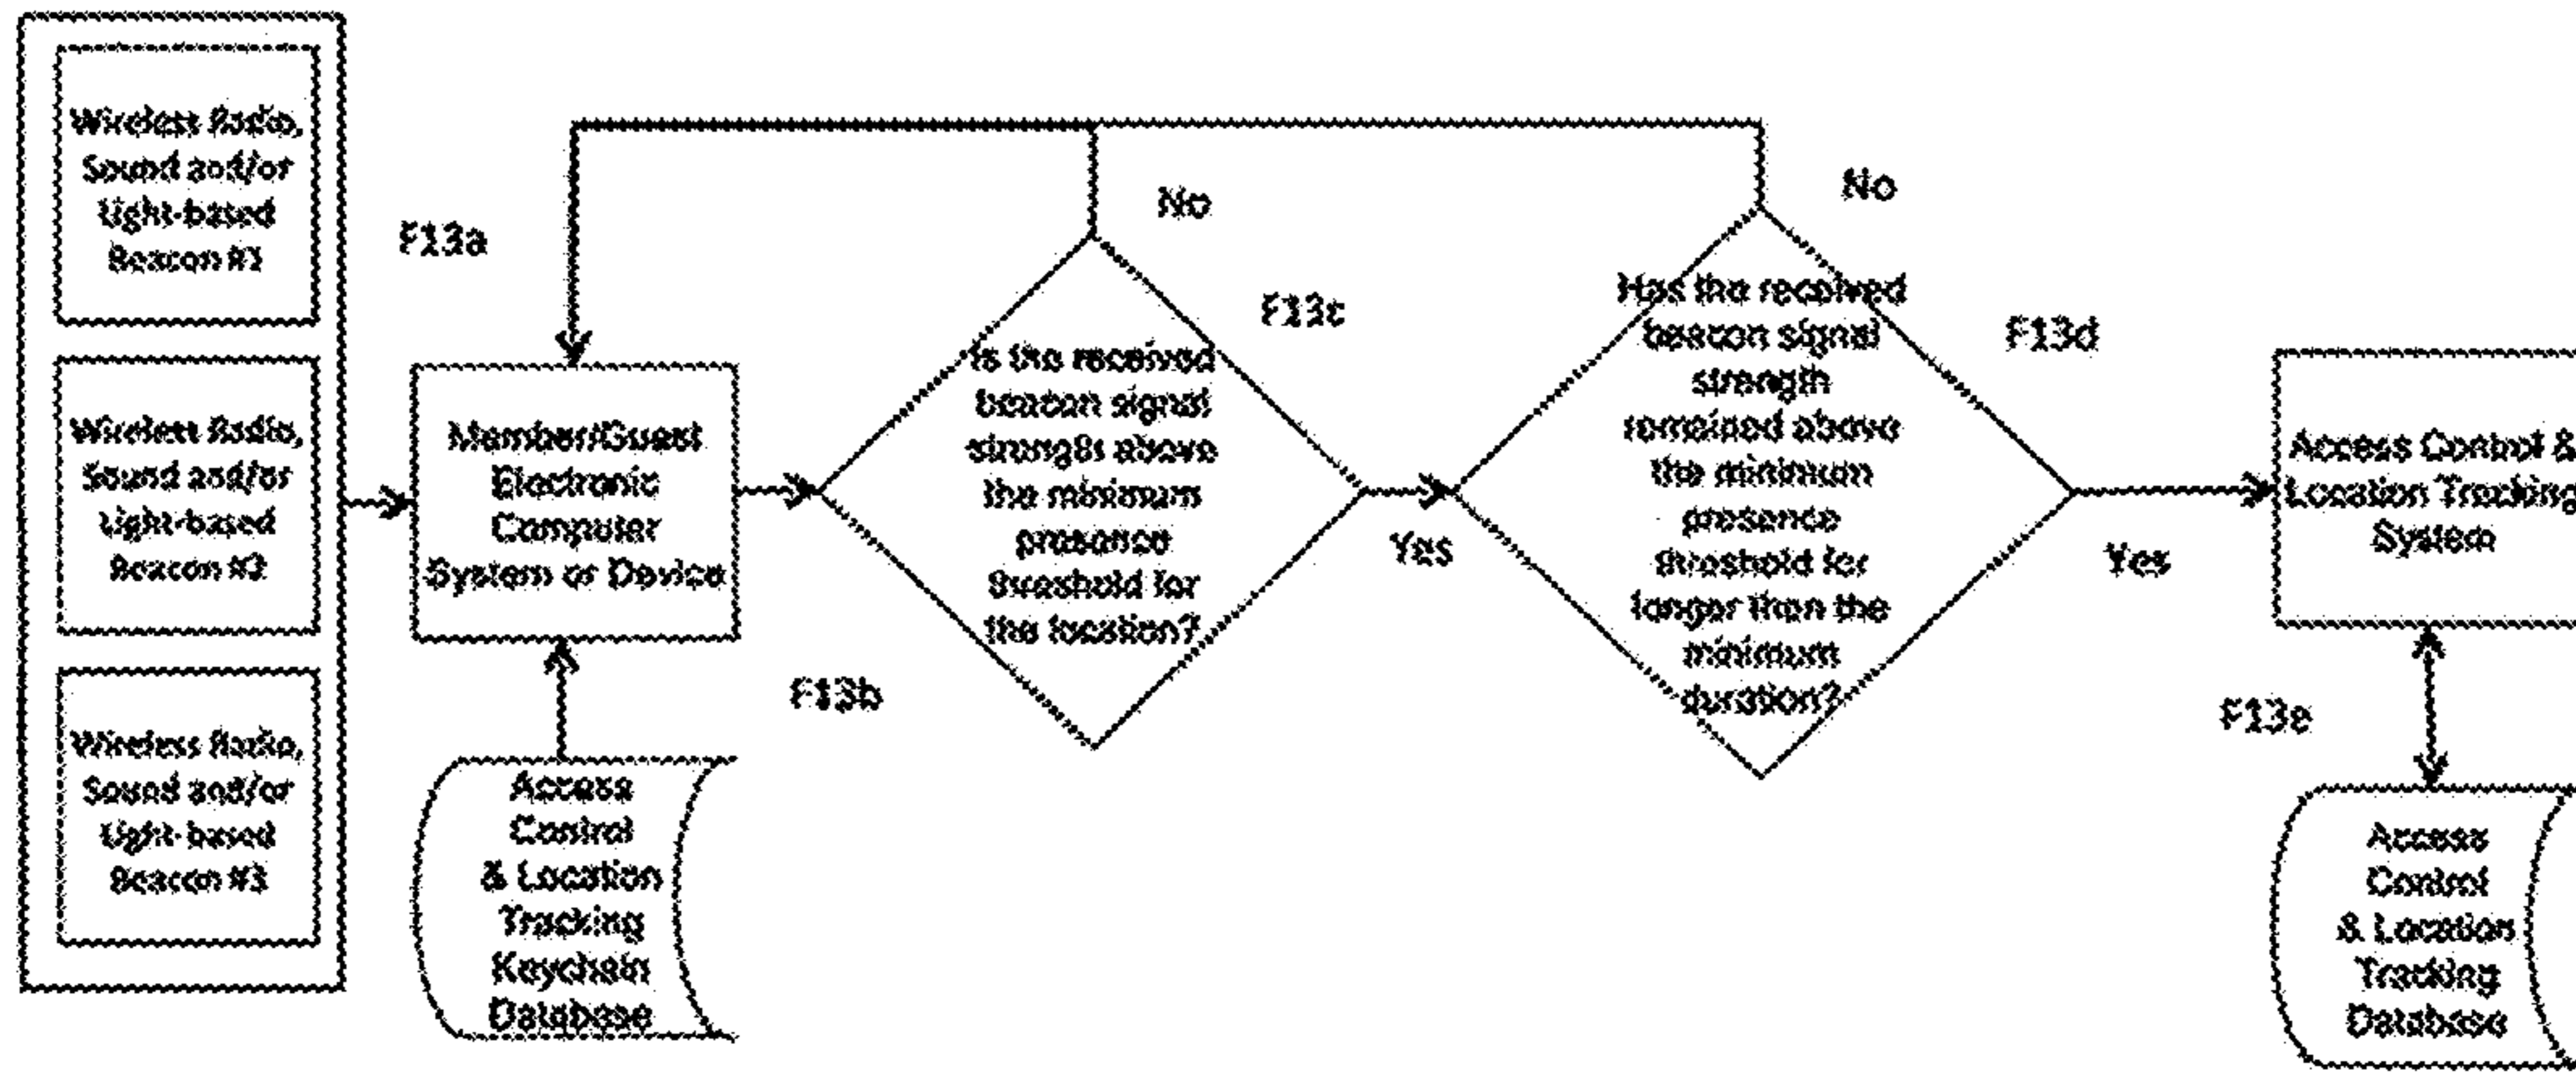 Wireless Radio,
Sound and/or
Light-based
Beacon #1
Wireless Radio,
Sound and/or
Light-based
Beacon #2
Wireless Radio,
Sound and/or
Light-based
Beacon #3
F13a
Member/Guest
Electronic
Computer
System or Device
F13b
Access
Control
& Location
Tracking
Keychain
Database
No
F13c
Is the received
beacon signal
strength above
the minimum
presence
threshold for
the location?
Yes
No
F13d
Has the received
beacon signal
strength
remained above
the minimum
presence
threshold for
longer than the
minimum
duration?
Yes
Access Control &
Location Tracking
System
F13e
Access
Control
& Location
Tracking
Database